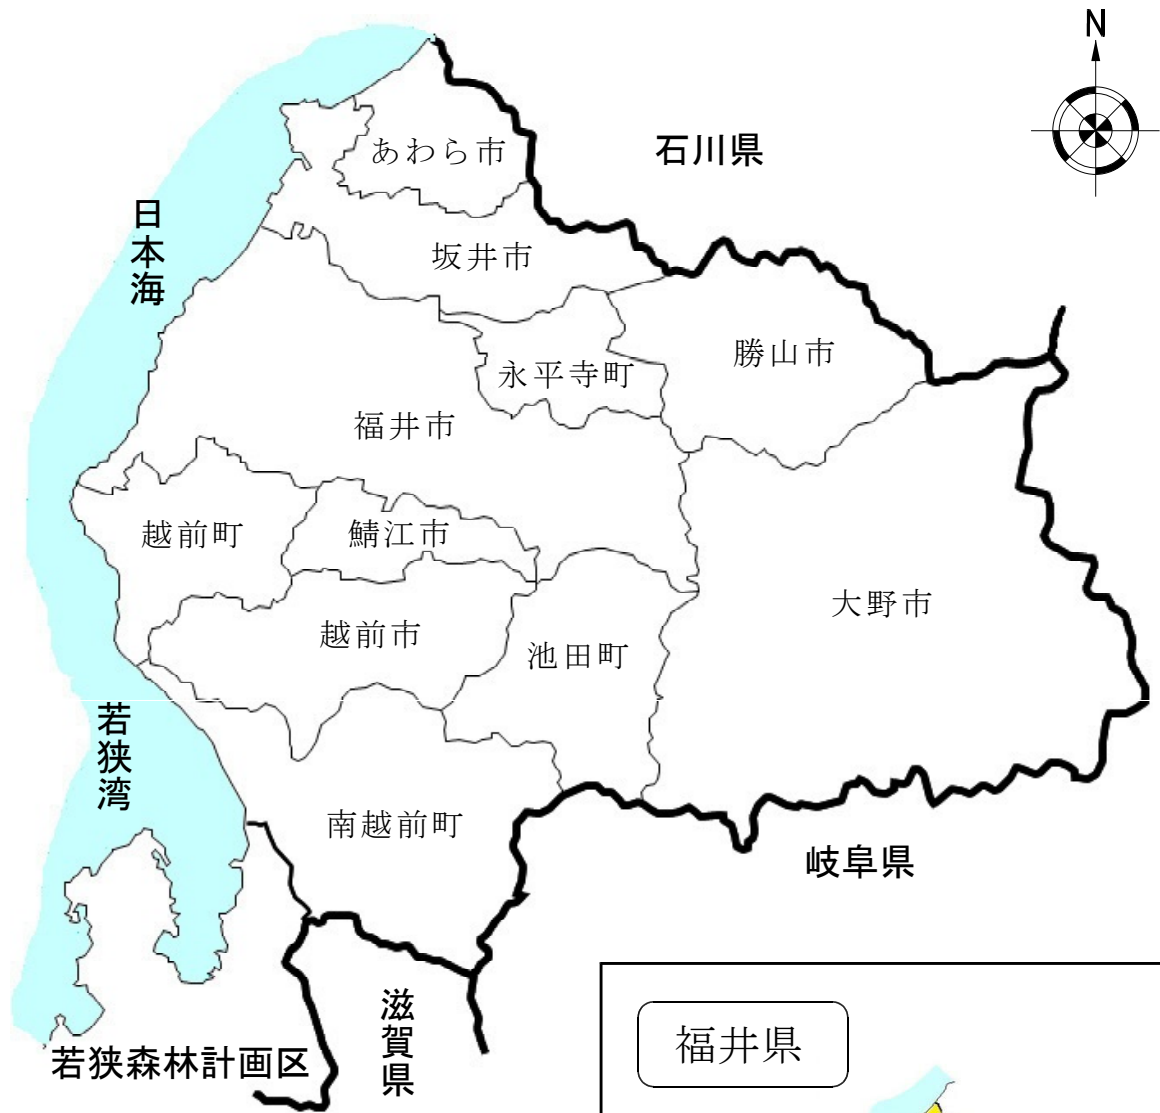 N
石川県
あわら市
日本海
坂井市
勝山市
永平寺町
福井市
越前町
鯖江市
大野市
越前市
池田町
若狭湾
南越前町
岐阜県
滋賀県
福井県
若狭森林計画区